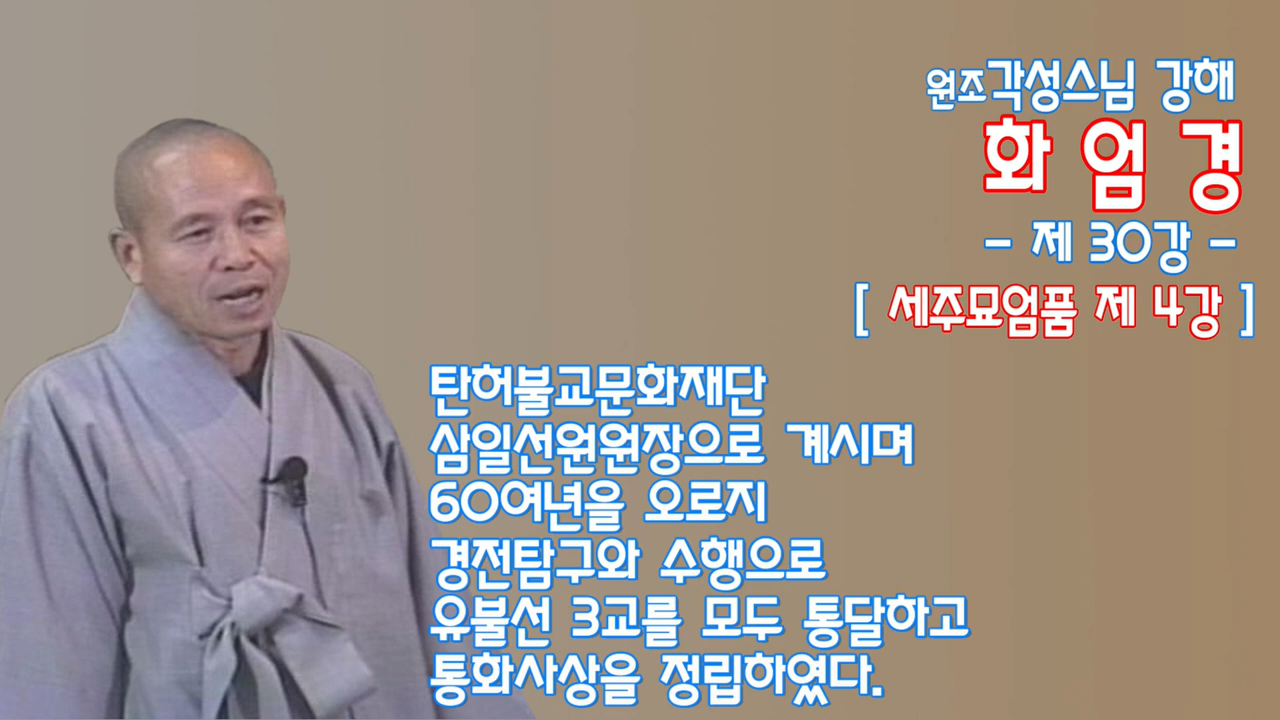 원조각성스님 강해
화엄경
- 제 30강 -
[ 세주묘엄품 제 4강 ]
탄허불교문화재단
삼일선원원장으로 계시며
60여년을 오로지
경전탐구와 수행으로
유불선 3교를 모두 통달하고
통화사상을 정립하였다.